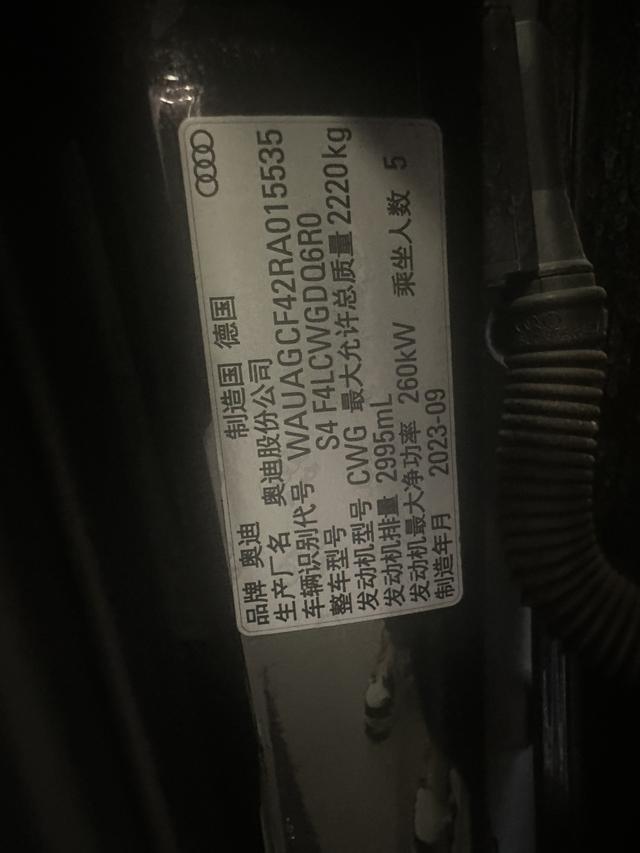 品牌 奥迪 制造国 德国
生产厂名 奥迪股份公司
车辆识别代号 WAUAGCF42RA015535
整车型号 S4 F4LCWGDQ6R0
发动机型号 CWG 最大允许总质量 2220kg
发动机排量 2995mL
发动机最大净功率 260kW 乘坐人数 5
制造年月 2023-09